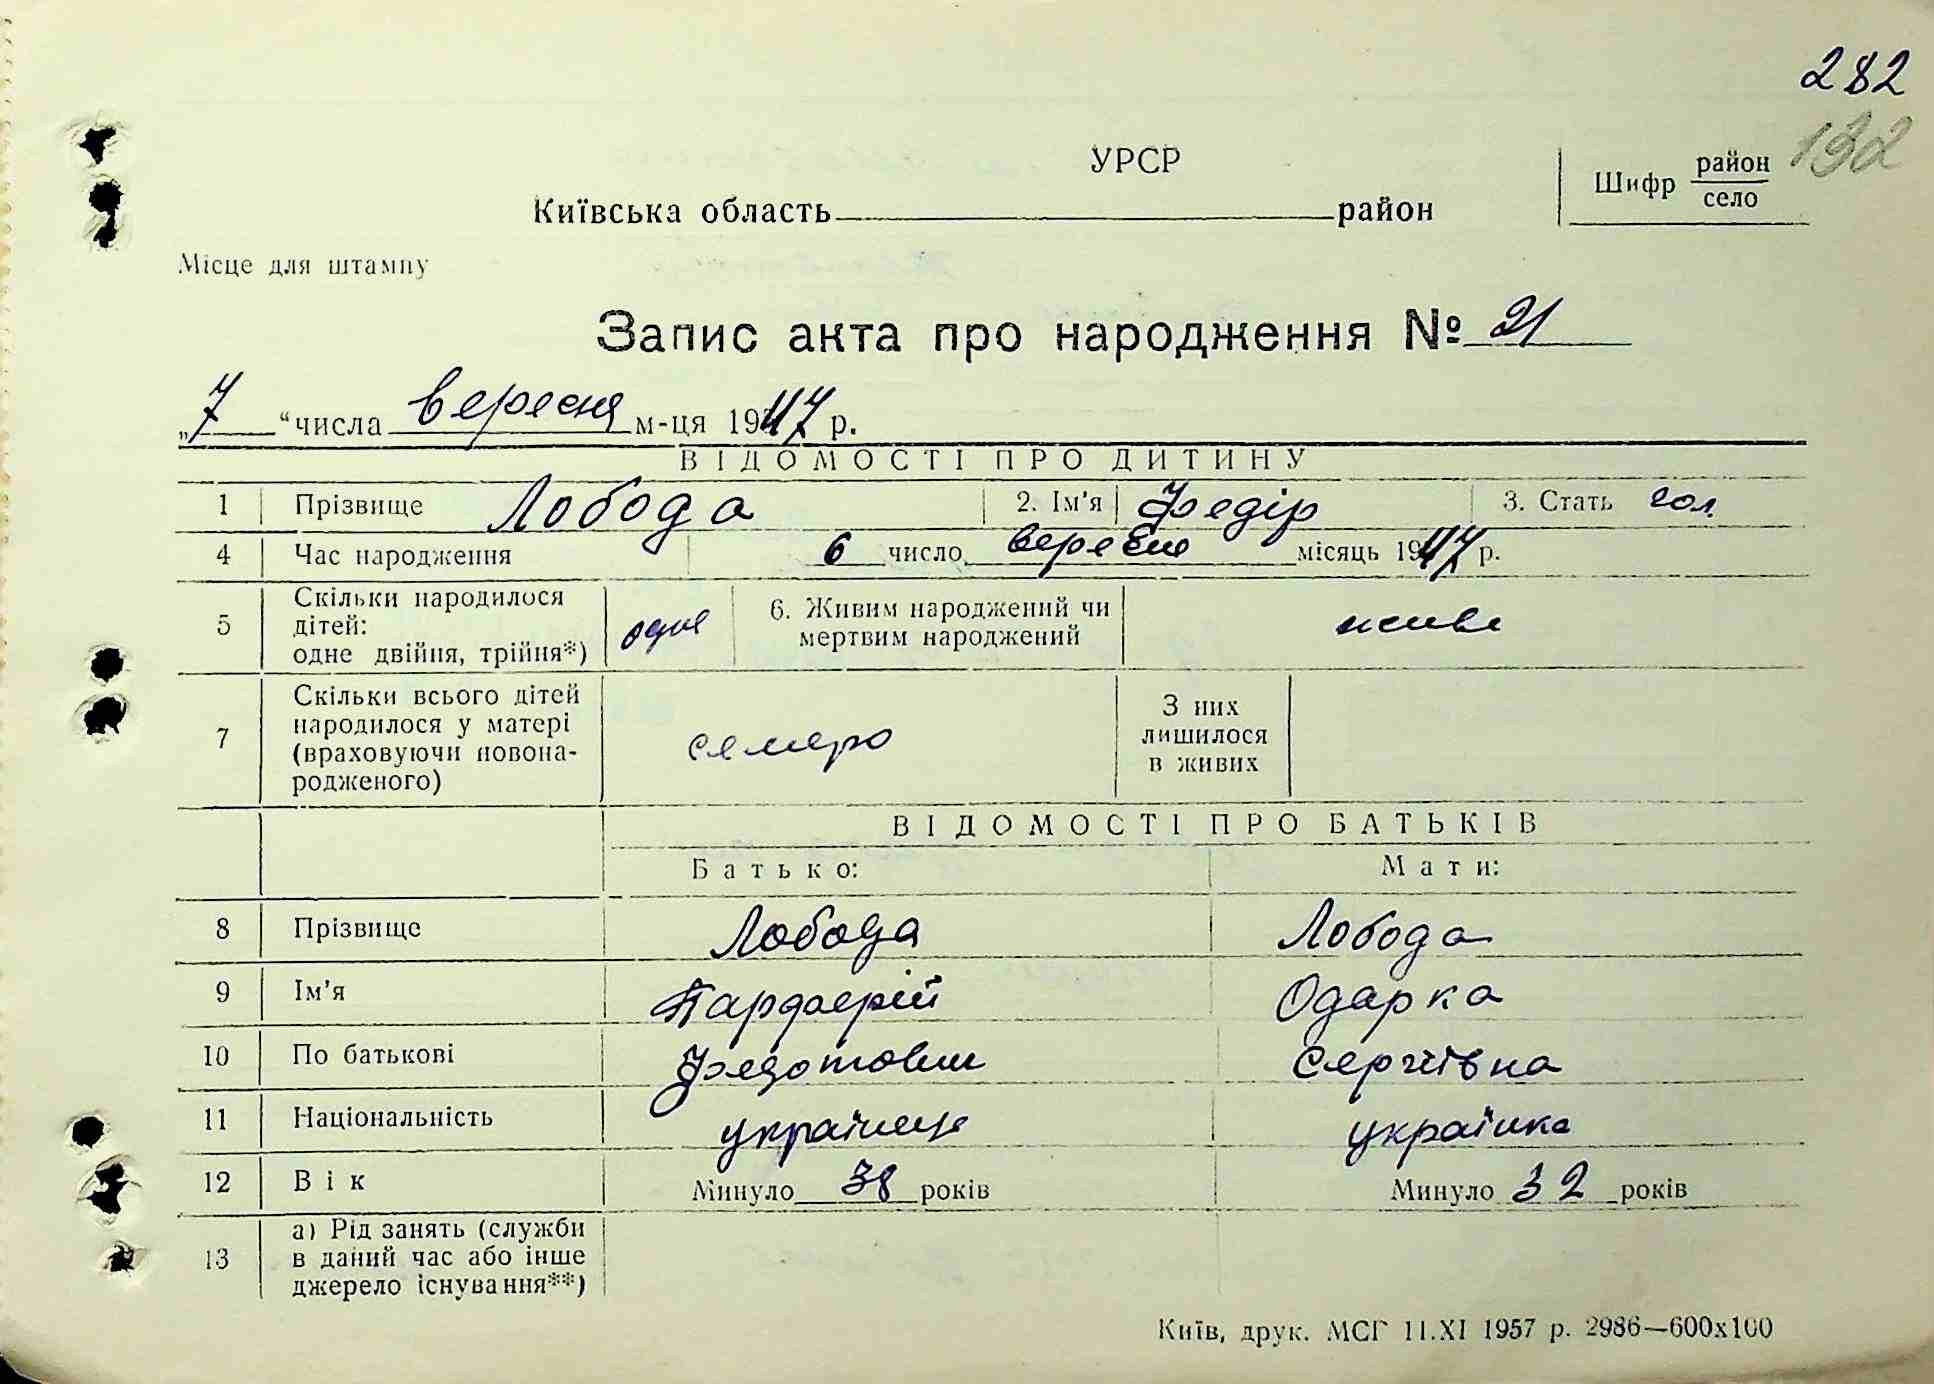 282
132
УРСР
Київська область район
Шифр район село
Місце для штампу
Запис акта про народження № 21
„7“ числа вересня м-ця 1947 р.
ВІДОМОСТІ ПРО ДИТИНУ
1 Прізвище Лобода 2. Ім'я Федір 3. Стать чол.
4 Час народження 6 число вересня місяць 1947 р.
5 Скільки народилося дітей: одне двійня, трійня*) одне 6. Живим народжений чи мертвим народжений живе
7 Скільки всього дітей народилося у матері (враховуючи новонародженого) семеро З них лишилося в живих
ВІДОМОСТІ ПРО БАТЬКІВ
Батько: Мати:
8 Прізвище Лобода Лобода
9 Ім'я Одарка
10 По батькові Федотович Сергіївна
11 Національність українець українка
12 Вік Минуло 38 років Минуло 32 років
13 а) Рід занять (служби в даний час або інше джерело існування**)
Київ, друк. МСГ 11.XI 1957 р. 2986—600х100